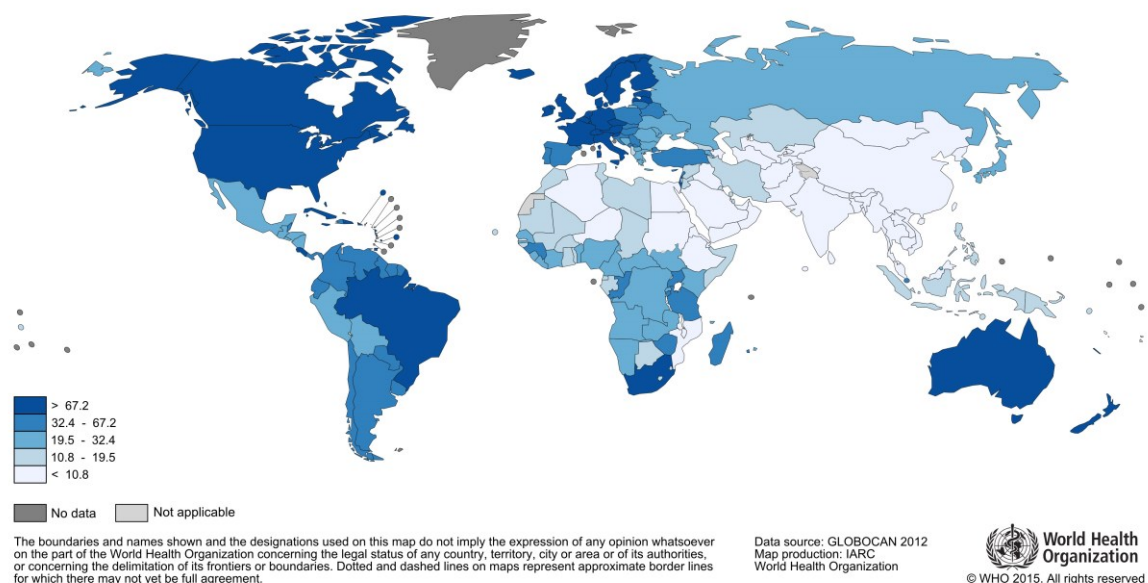 > 67.2
32.4 - 67.2
19.5 - 32.4
10.8 - 19.5
< 10.8
No data
Not applicable
The boundaries and names shown and the designations used on this map do not imply the expression of any opinion whatsoever
on the part of the World Health Organization concerning the legal status of any country, territory, city or area or of its authorities,
or concerning the delimitation of its frontiers or boundaries. Dotted and dashed lines on maps represent approximate border lines
for which there may not yet be full agreement.
Data source: GLOBOCAN 2012
Map production: IARC
World Health Organization
World Health
Organization
© WHO 2015. All rights reserved